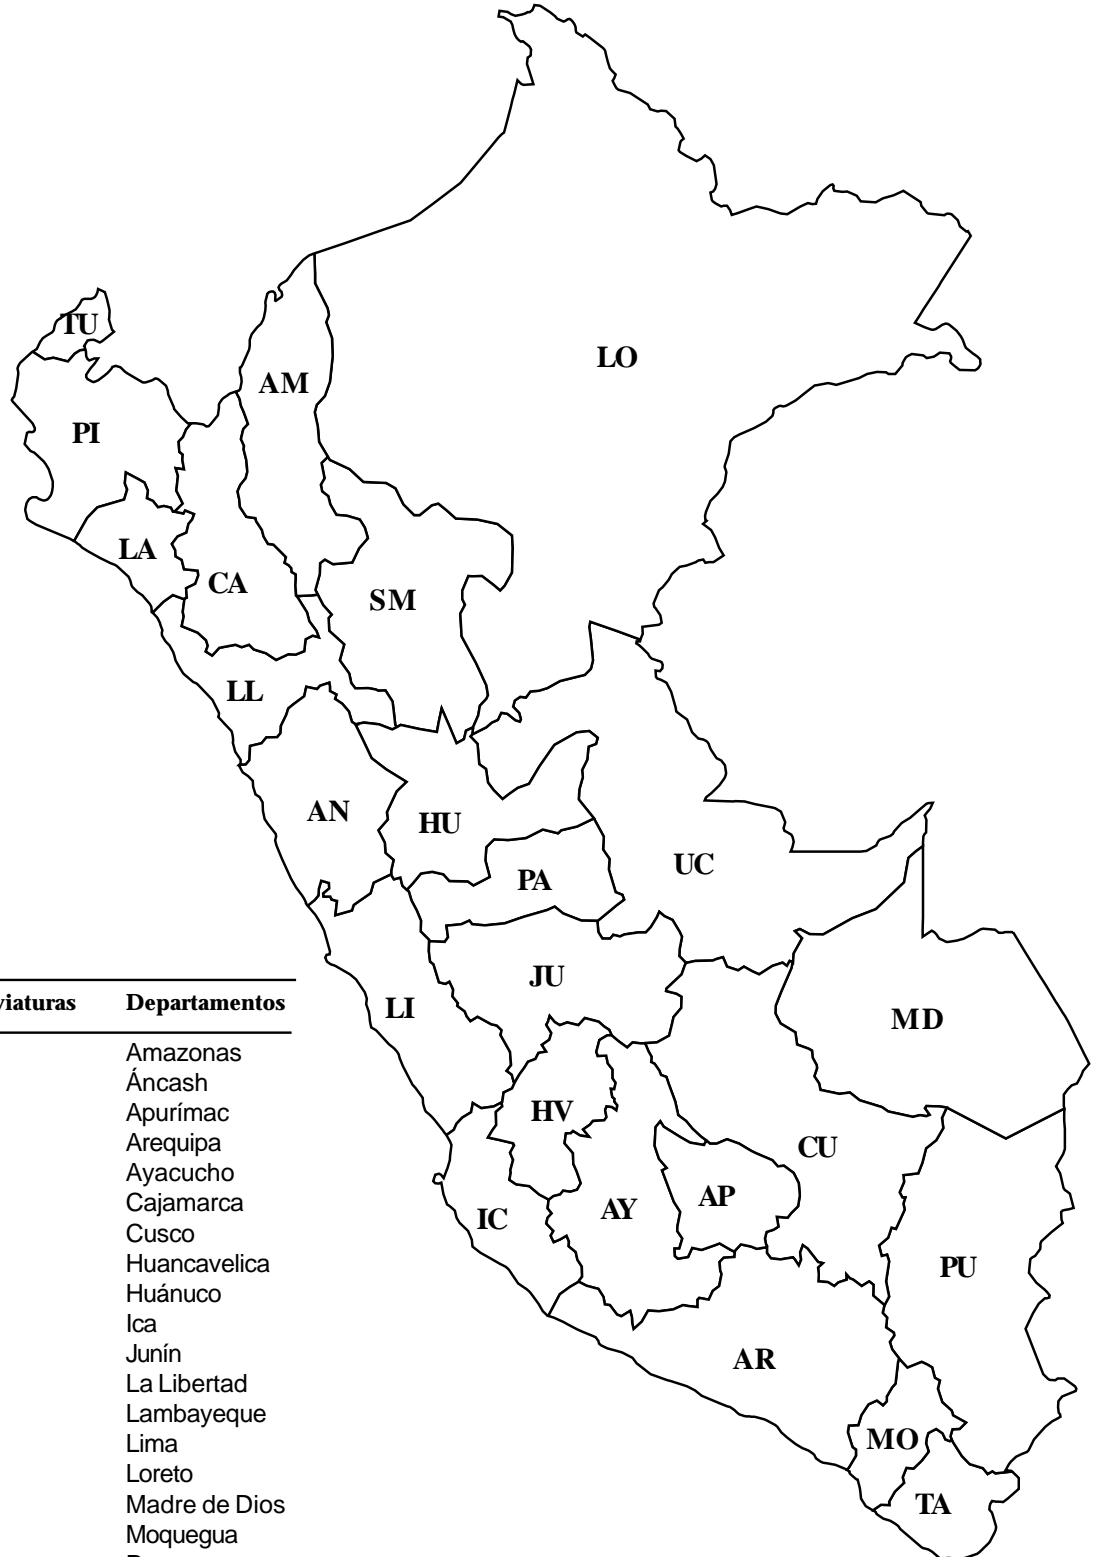 TU
LO
AM
PI
LA
CA
SM
LL
AN
HU
UC
PA
JU
LI
MD
HV
CU
AP
AY
IC
PU
AR
MO
TA
viaturas Departamentos
Amazonas
Áncash
Apurímac
Arequipa
Ayacucho
Cajamarca
Cusco
Huancavelica
Huánuco
Ica
Junín
La Libertad
Lambayeque
Lima
Loreto
Madre de Dios
Moquegua